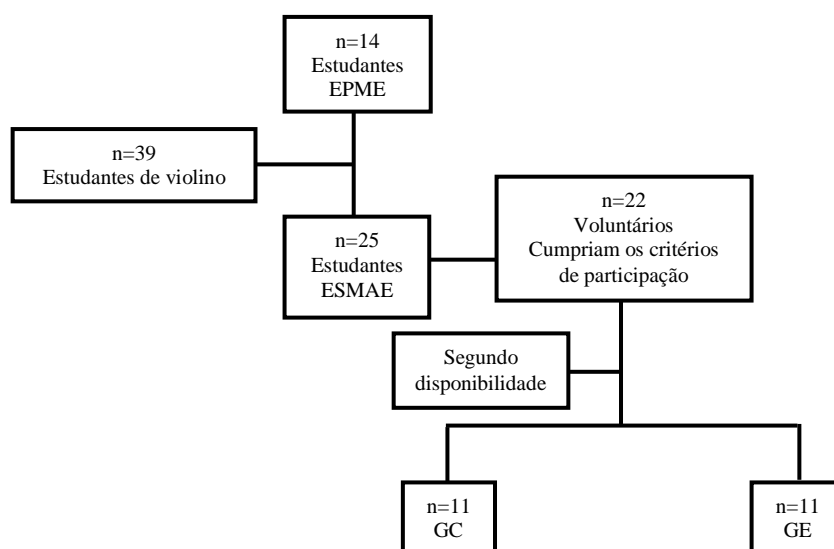 n=14
Estudantes
EPME
n=39
Estudantes de violino
n=25
Estudantes
ESMAE
n=22
Voluntários
Cumpriam os critérios
de participação
Segundo
disponibilidade
n=11
GC
n=11
GE